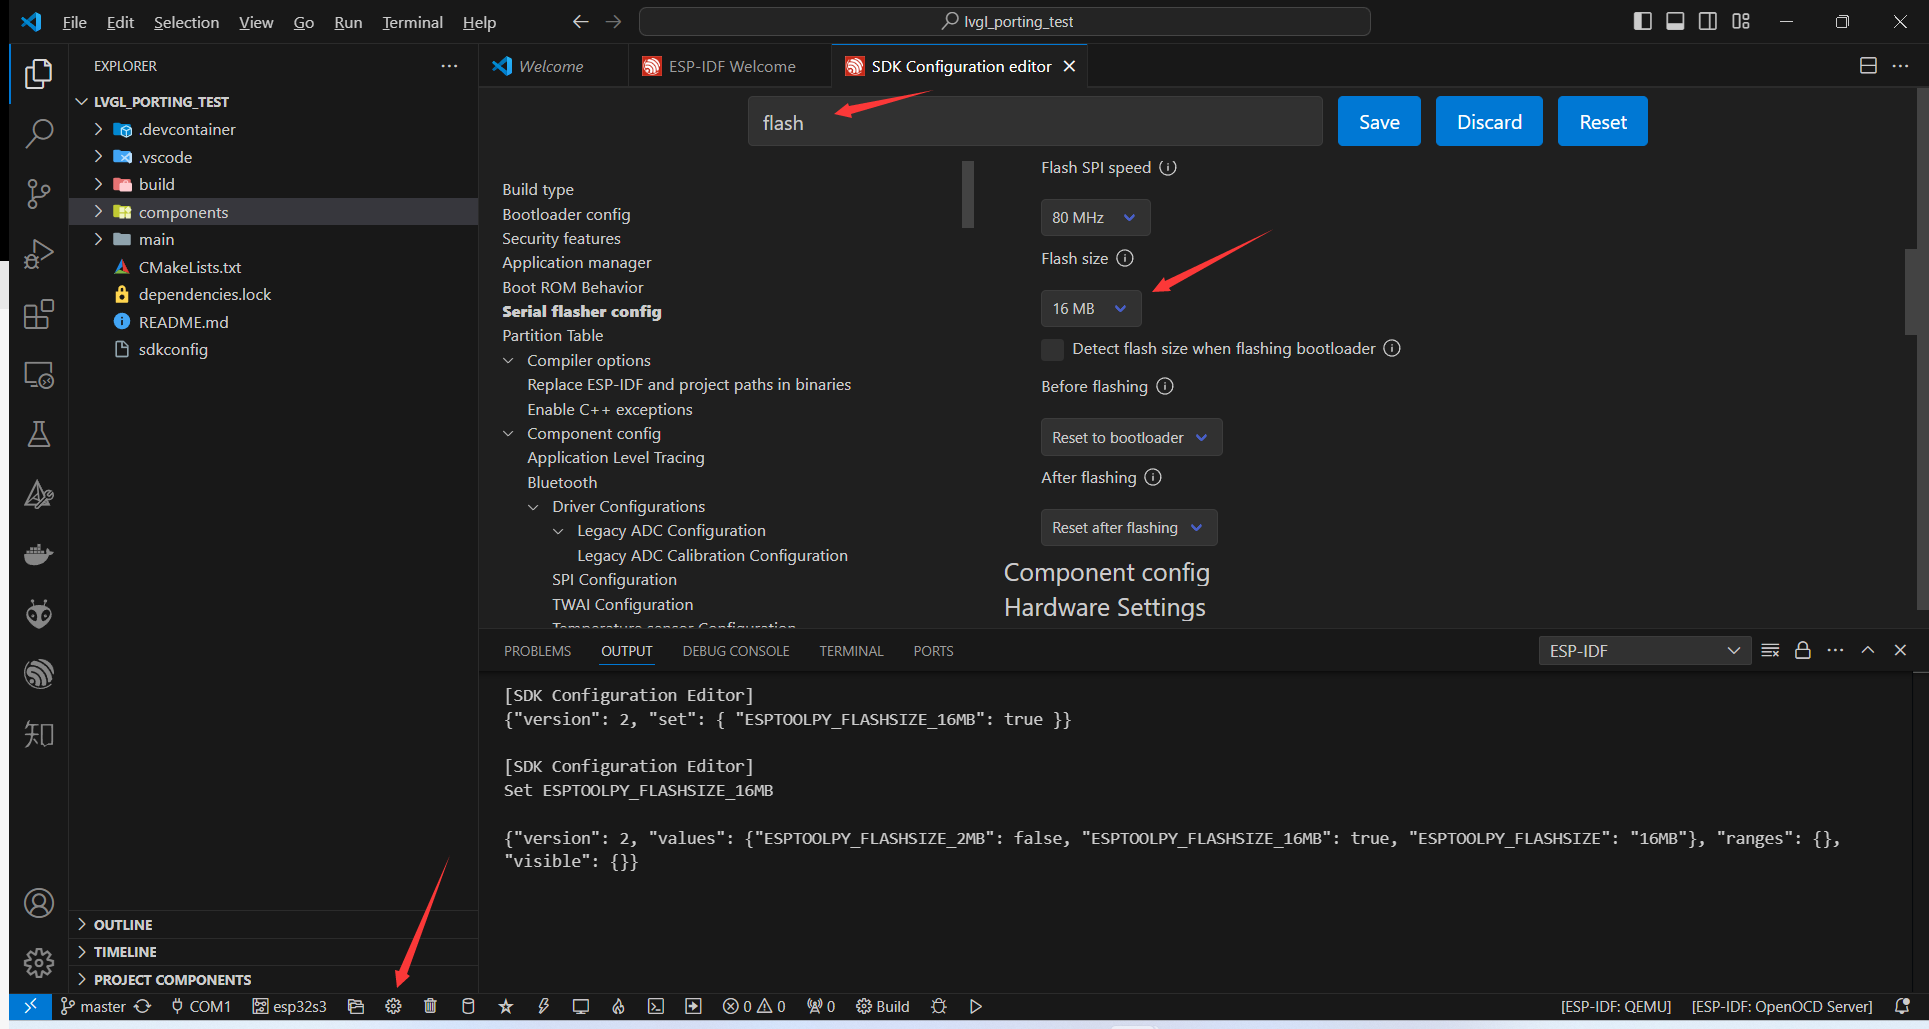 File Edit Selection View Go Run Terminal Help
lvgl_porting_test
EXPLORER
LVGL_PORTING_TEST
.devcontainer
.vscode
build
components
main
CMakeLists.txt
dependencies.lock
README.md
sdkconfig
OUTLINE
TIMELINE
PROJECT COMPONENTS
知
Welcome
ESP-IDF Welcome
SDK Configuration editor
flash
Save
Discard
Reset
Build type
Bootloader config
Security features
Application manager
Boot ROM Behavior
Serial flasher config
Partition Table
Compiler options
Replace ESP-IDF and project paths in binaries
Enable C++ exceptions
Component config
Application Level Tracing
Bluetooth
Driver Configurations
Legacy ADC Configuration
Legacy ADC Calibration Configuration
SPI Configuration
TWAI Configuration
Temperature sensor Configuration
Flash SPI speed
80 MHz
Flash size
16 MB
Detect flash size when flashing bootloader
Before flashing
Reset to bootloader
After flashing
Reset after flashing
Component config
Hardware Settings
PROBLEMS OUTPUT DEBUG CONSOLE TERMINAL PORTS
ESP-IDF
[SDK Configuration Editor]
{"version": 2, "set": { "ESPTOOLPY_FLASHSIZE_16MB": true }}
[SDK Configuration Editor]
Set ESPTOOLPY_FLASHSIZE_16MB
{"version": 2, "values": {"ESPTOOLPY_FLASHSIZE_2MB": false, "ESPTOOLPY_FLASHSIZE_16MB": true, "ESPTOOLPY_FLASHSIZE": "16MB"}, "ranges": {},
"visible": {}}
master COM1 esp32s3 0 0 0 Build [ESP-IDF: QEMU] [ESP-IDF: OpenOCD Server]